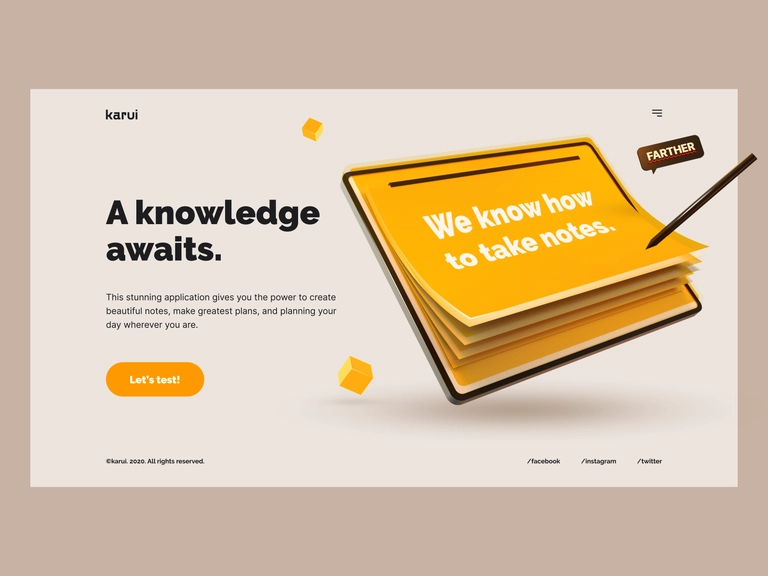 karui
FARTHER
A knowledge
awaits.
We know how
to take notes.
This stunning application gives you the power to create
beautiful notes, make greatest plans, and planning your
day wherever you are.
Let's test!
©karui. 2020. All rights reserved.
/facebook
/instagram
/twitter